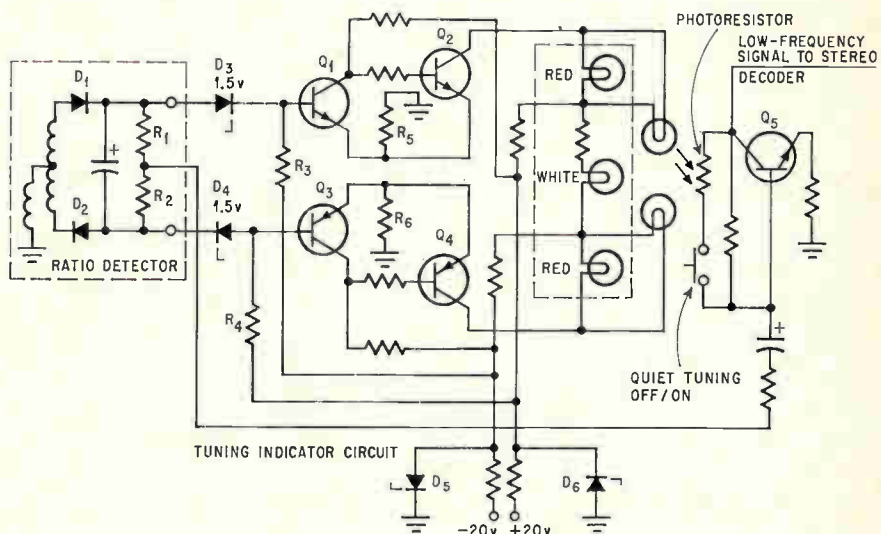 PHOTORESISTOR
LOW-FREQUENCY
SIGNAL TO STEREO
DECODER
Q1
Q2
D1
D3
1.5v
RED
Q5
R1
R5
R3
R2
D4
1.5v
Q3
R6
WHITE
D2
Q4
RATIO DETECTOR
RED
R4
QUIET TUNING
OFF/ON
TUNING INDICATOR CIRCUIT
D5
D6
-20v +20v